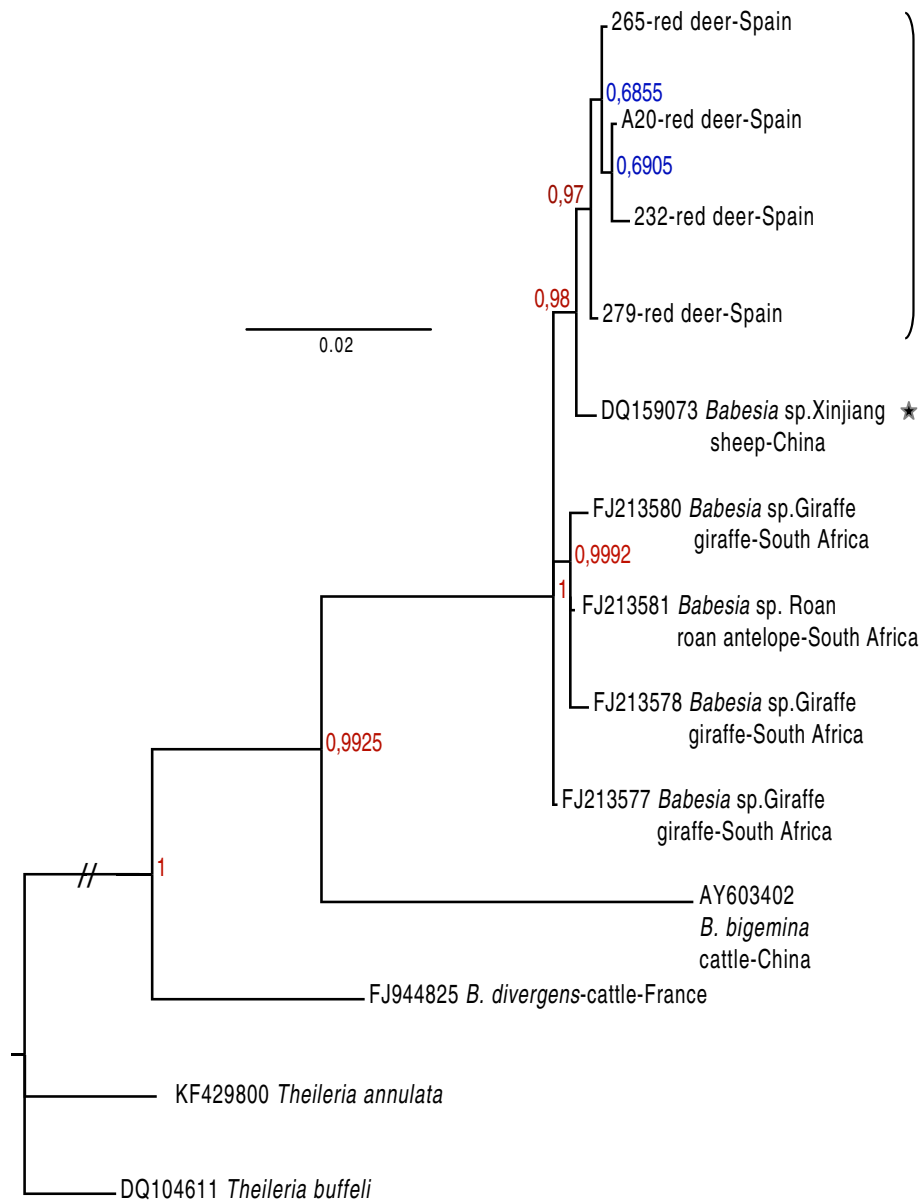 265-red deer-Spain
0,6855
A20-red deer-Spain
0,6905
0,97
232-red deer-Spain
0,98
279-red deer-Spain
0.02
DQ159073 Babesia sp.Xinjiang
sheep-China
FJ213580 Babesia sp.Giraffe
giraffe-South Africa
0,9992
1
FJ213581 Babesia sp. Roan
roan antelope-South Africa
FJ213578 Babesia sp.Giraffe
giraffe-South Africa
0,9925
FJ213577 Babesia sp.Giraffe
giraffe-South Africa
1
AY603402
B. bigemina
cattle-China
FJ944825 B. divergens-cattle-France
KF429800 Theileria annulata
DQ104611 Theileria buffeli